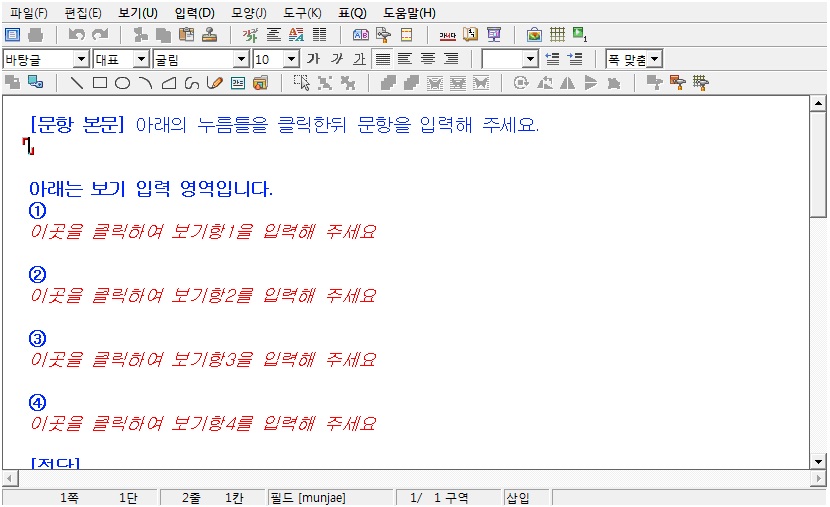 파일(F) 편집(E) 보기(U) 입력(D) 모양(J) 도구(K) 표(Q) 도움말(H)
바탕글 대표 굴림 10 가 가 가 폭 맞춤
[문항 본문] 아래의 누름틀을 클릭한뒤 문항을 입력해 주세요.
아래는 보기 입력 영역입니다.
①
이곳을 클릭하여 보기항1을 입력해 주세요
②
이곳을 클릭하여 보기항2를 입력해 주세요
③
이곳을 클릭하여 보기항3을 입력해 주세요
④
이곳을 클릭하여 보기항4를 입력해 주세요
1쪽 1단 2줄 1칸 필드 [munjae] 1/ 1 구역 삽입